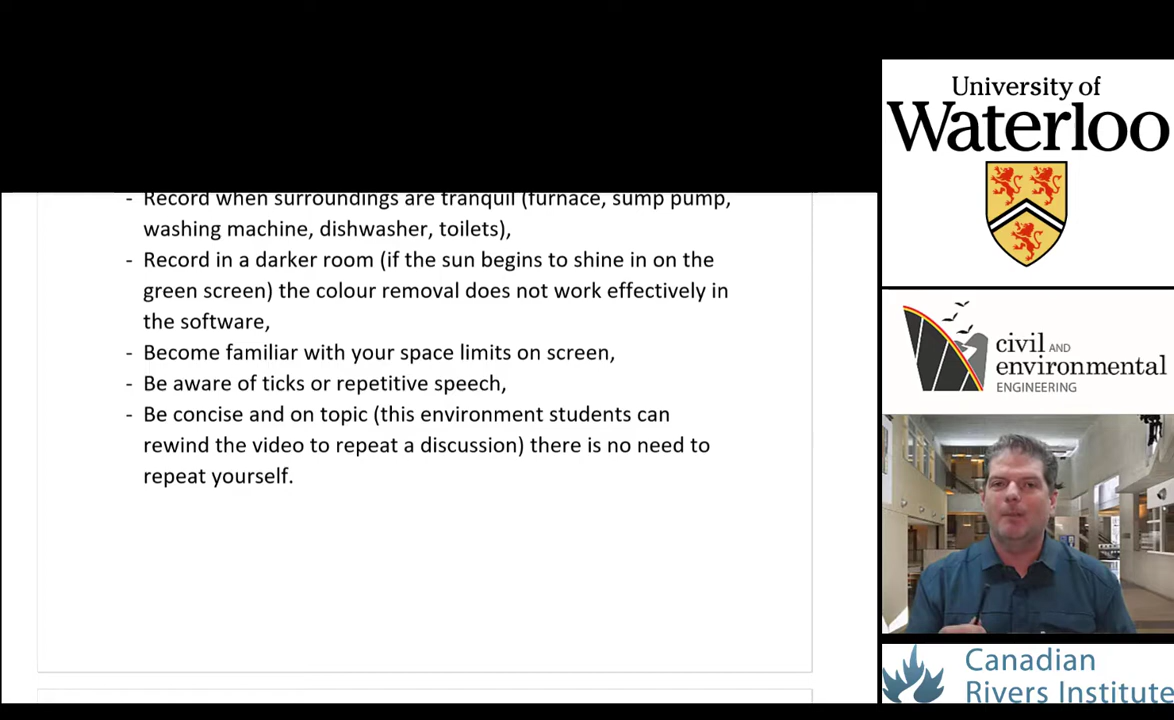 - Record when surroundings are tranquil (furnace, sump pump,
washing machine, dishwasher, toilets),
- Record in a darker room (if the sun begins to shine in on the
green screen) the colour removal does not work effectively in
the software,
- Become familiar with your space limits on screen,
- Be aware of ticks or repetitive speech,
- Be concise and on topic (this environment students can
rewind the video to repeat a discussion) there is no need to
repeat yourself.
University of
Waterloo
civil AND
environmental
ENGINEERING
Canadian
Rivers Institute